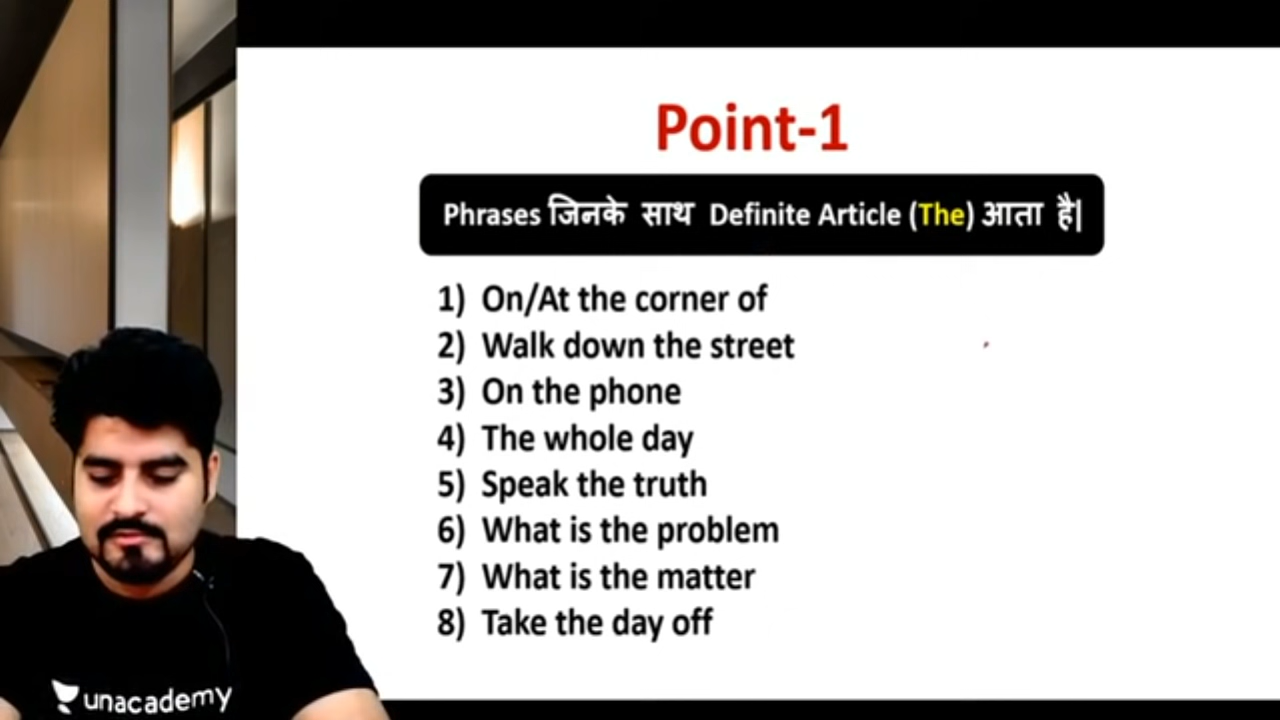 Point-1
Phrases जिनके साथ Definite Article (The) आता है|
1) On/At the corner of
2) Walk down the street
3) On the phone
4) The whole day
5) Speak the truth
6) What is the problem
7) What is the matter
8) Take the day off
unacademy